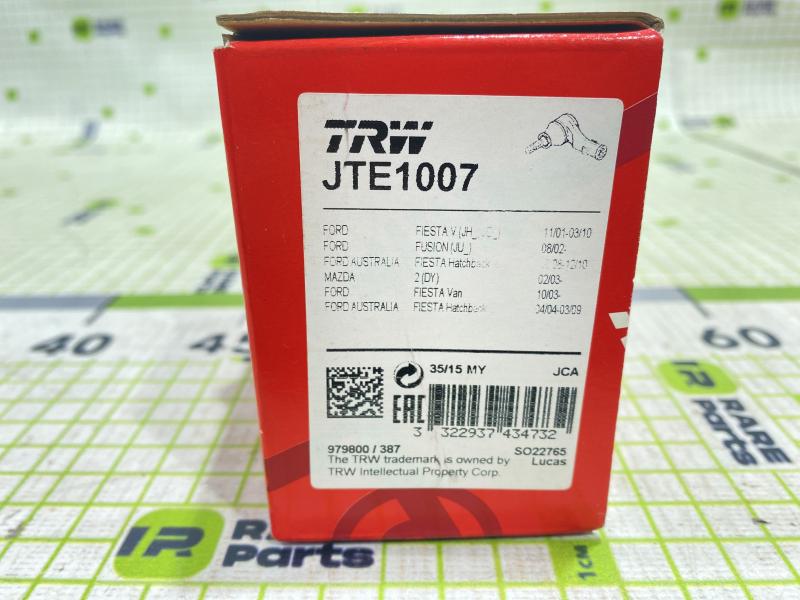 TRW
JTE1007
FORD FIESTA V (JH_, 11/01-03/10
FORD FUSION (JU_) 08/02-
FORD AUSTRALIA FIESTA Hatchback
MAZDA 2 (DY) 02/03-
FORD FIESTA Van 10/03-
FORD AUSTRALIA FIESTA Hatchback 04/04-03/09
35/15 MY JCA
EAC
3 322937 434732
979800 / 387 SO22765
The TRW trademark is owned by Lucas
TRW Intellectual Property Corp.
40 45 60
RARE
IR RARE
Parts
1CM
IR RARE
Parts